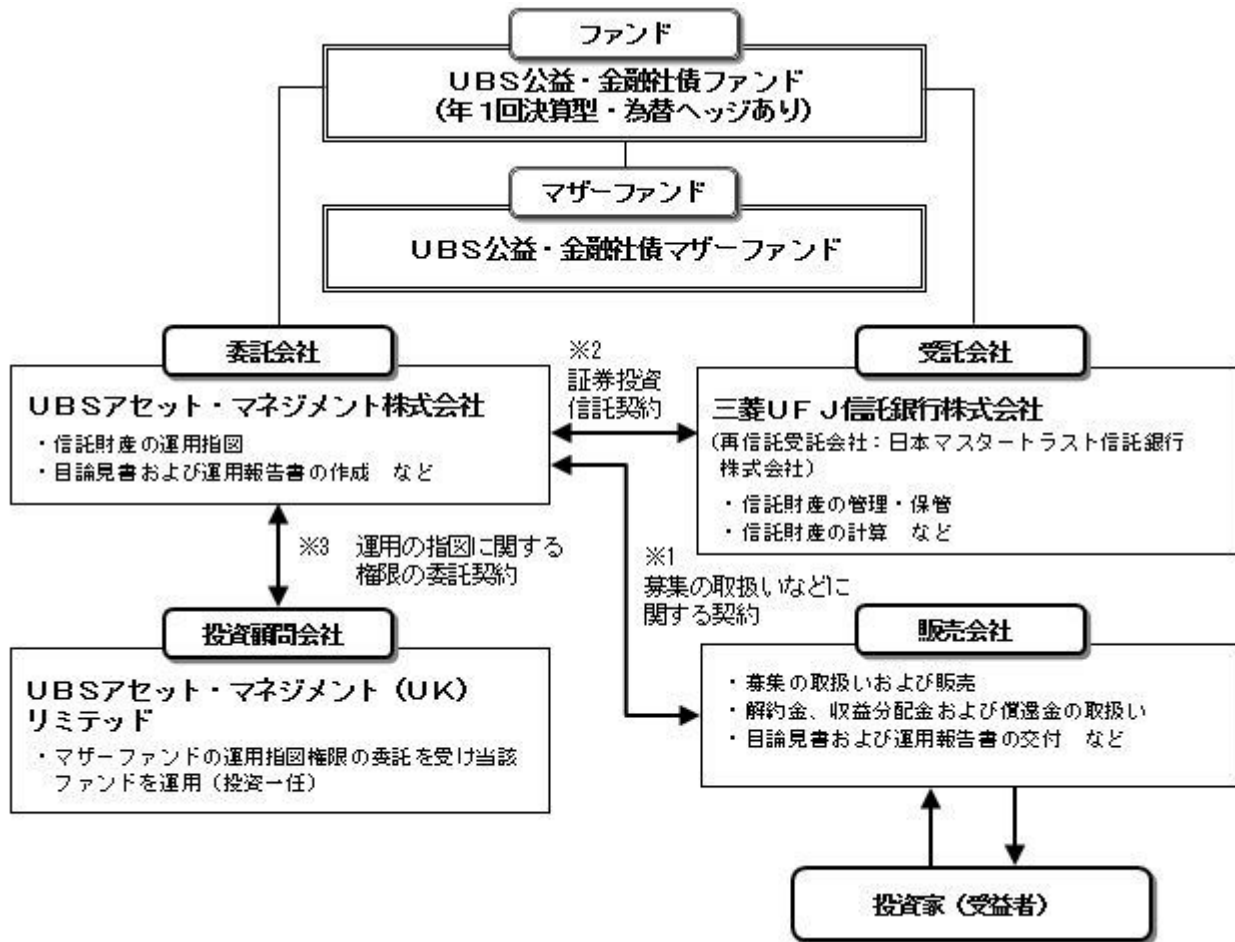 ファンド
UBS公益・金融社債ファンド
(年1回決算型・為替ヘッジあり)
マザーファンド
UBS公益・金融社債マザーファンド
委託会社
UBSアセット・マネジメント株式会社
・信託財産の運用指図
・目論見書および運用報告書の作成 など
※2
証券投資
信託契約
受託会社
三菱UFJ信託銀行株式会社
(再信託受託会社:日本マスタートラスト信託銀行
株式会社)
・信託財産の管理・保管
・信託財産の計算 など
※3 運用の指図に関する
権限の委託契約
※1
募集の取扱いなどに
関する契約
投資顧問会社
UBSアセット・マネジメント(UK)
リミテッド
・マザーファンドの運用指図権限の委託を受け当該
ファンドを運用(投資一任)
販売会社
・募集の取扱いおよび販売
・解約金、収益分配金および償還金の取扱い
・目論見書および運用報告書の交付 など
投資家(受益者)